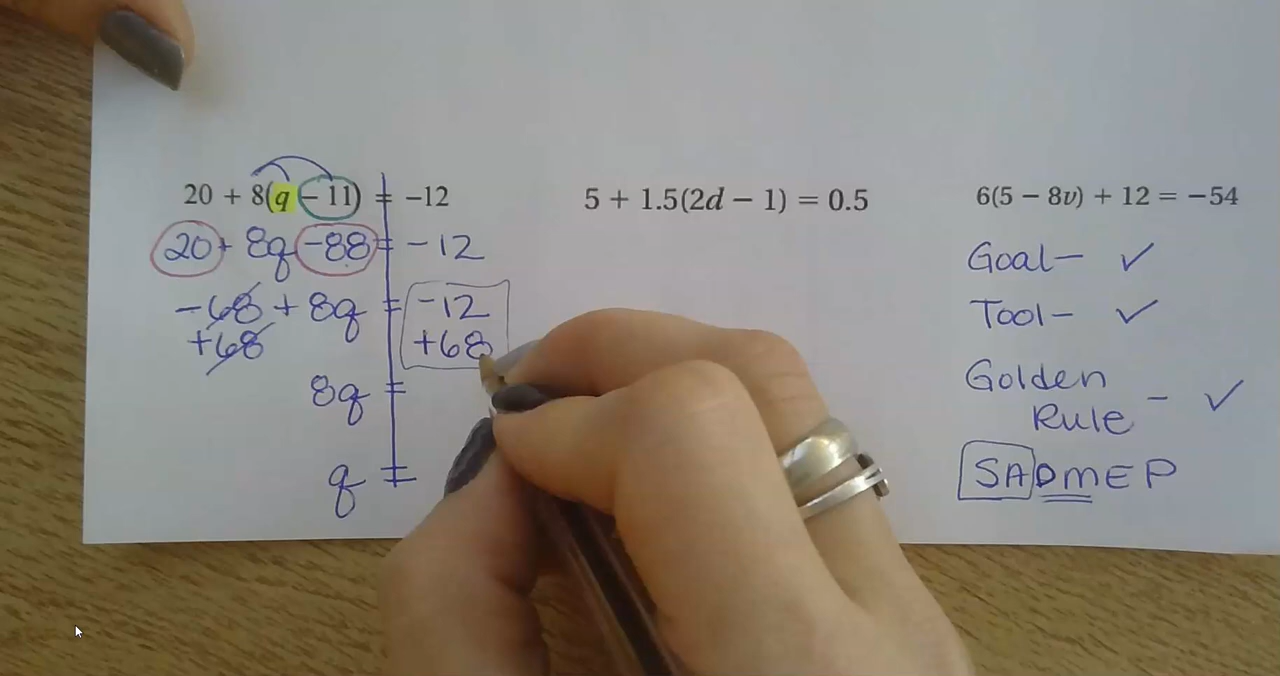 20 + 8(q − 11) = −12
20 + 8q −88 = −12
−68 + 8q = −12
+68 +68
8q =
q =
5 + 1.5(2d − 1) = 0.5
6(5 − 8v) + 12 = −54
Goal− ✓
Tool− ✓
Golden
Rule − ✓
SADMEP